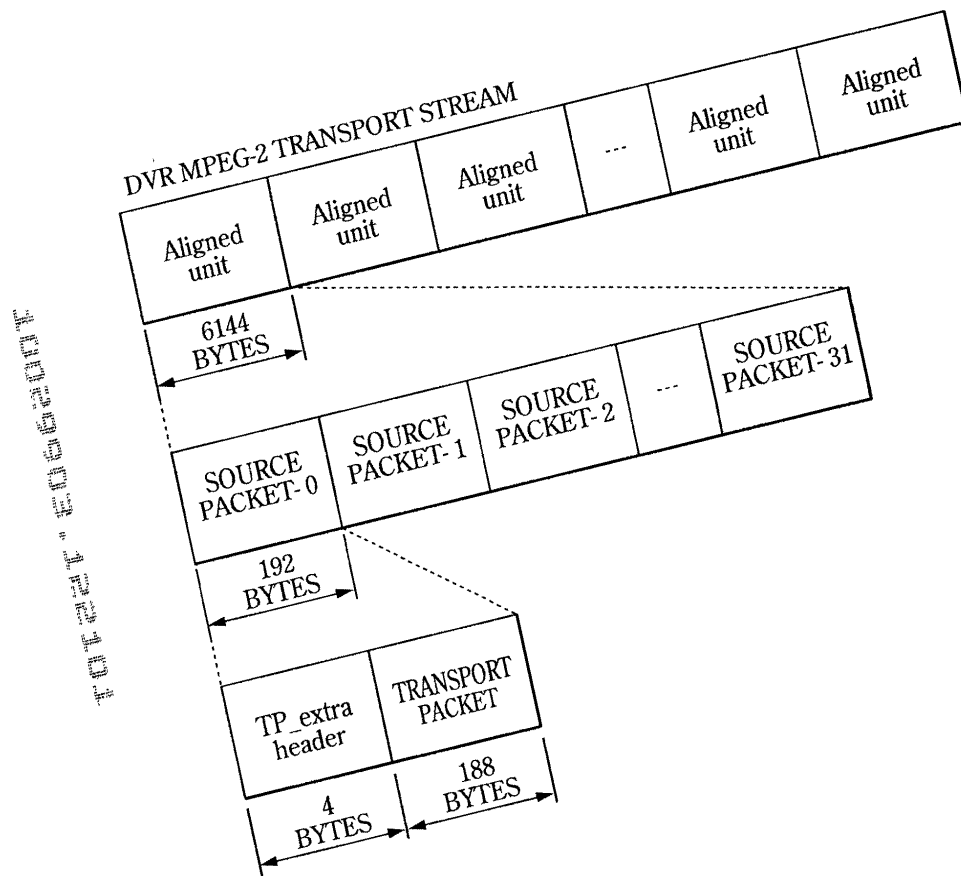 DVR MPEG-2 TRANSPORT STREAM
Aligned
unit
Aligned
unit
Aligned
unit
---
Aligned
unit
Aligned
unit
6144
BYTES
SOURCE
PACKET- 0
SOURCE
PACKET- 1
SOURCE
PACKET- 2
---
SOURCE
PACKET- 31
192
BYTES
TP_extra
header
TRANSPORT
PACKET
4
BYTES
188
BYTES